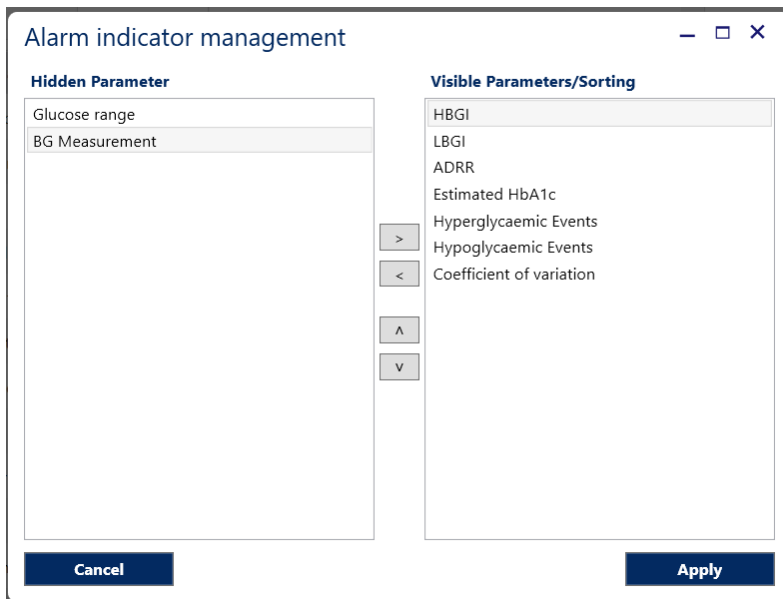 Alarm indicator management
Hidden Parameter
Glucose range
BG Measurement
>
<
^
v
Visible Parameters/Sorting
HBGI
LBGI
ADRR
Estimated HbA1c
Hyperglycaemic Events
Hypoglycaemic Events
Coefficient of variation
Cancel
Apply